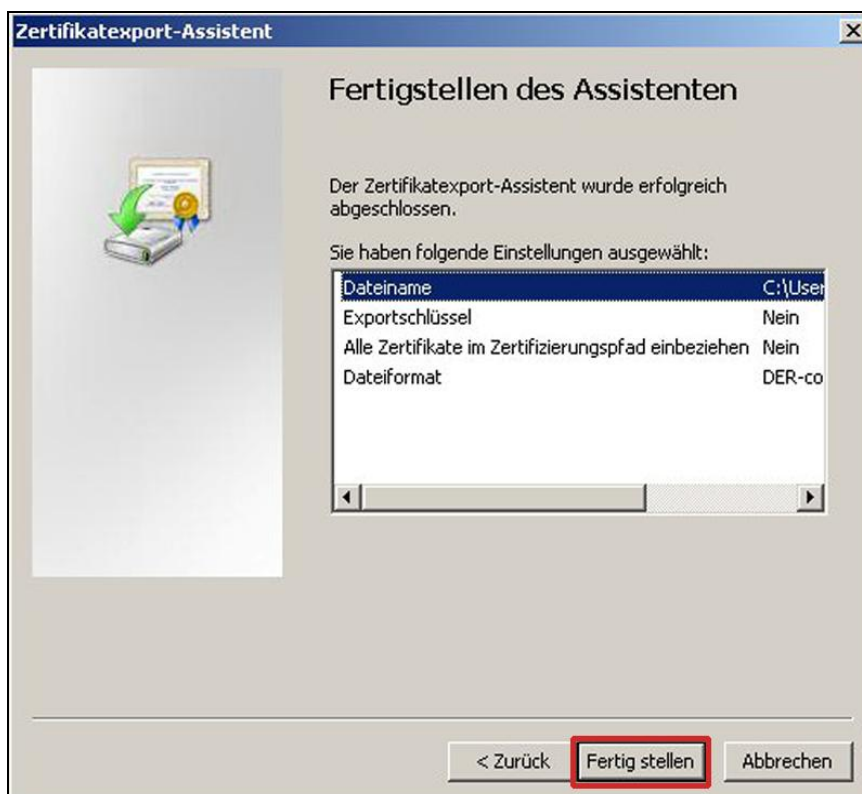 Zertifikatexport-Assistent
Fertigstellen des Assistenten
Der Zertifikatexport-Assistent wurde erfolgreich
abgeschlossen.
Sie haben folgende Einstellungen ausgewählt:
Dateiname C:\User
Exportschlüssel Nein
Alle Zertifikate im Zertifizierungspfad einbeziehen Nein
Dateiformat DER-co
< Zurück Fertig stellen Abbrechen